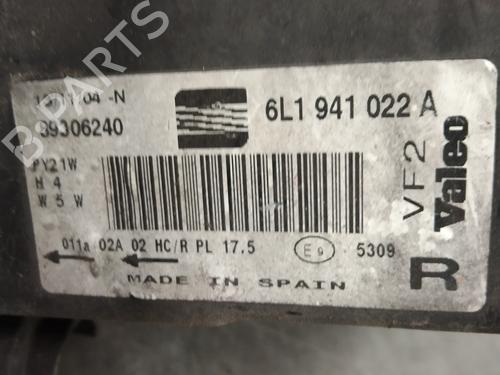 B-PARTS
04 -N
89306240
6L1 941 022 A
PY21W
H 4
W 5 W
VF2
Valeo
011a 02A 02 HC/R PL 17.5
E9
5309
R
MADE IN SPAIN